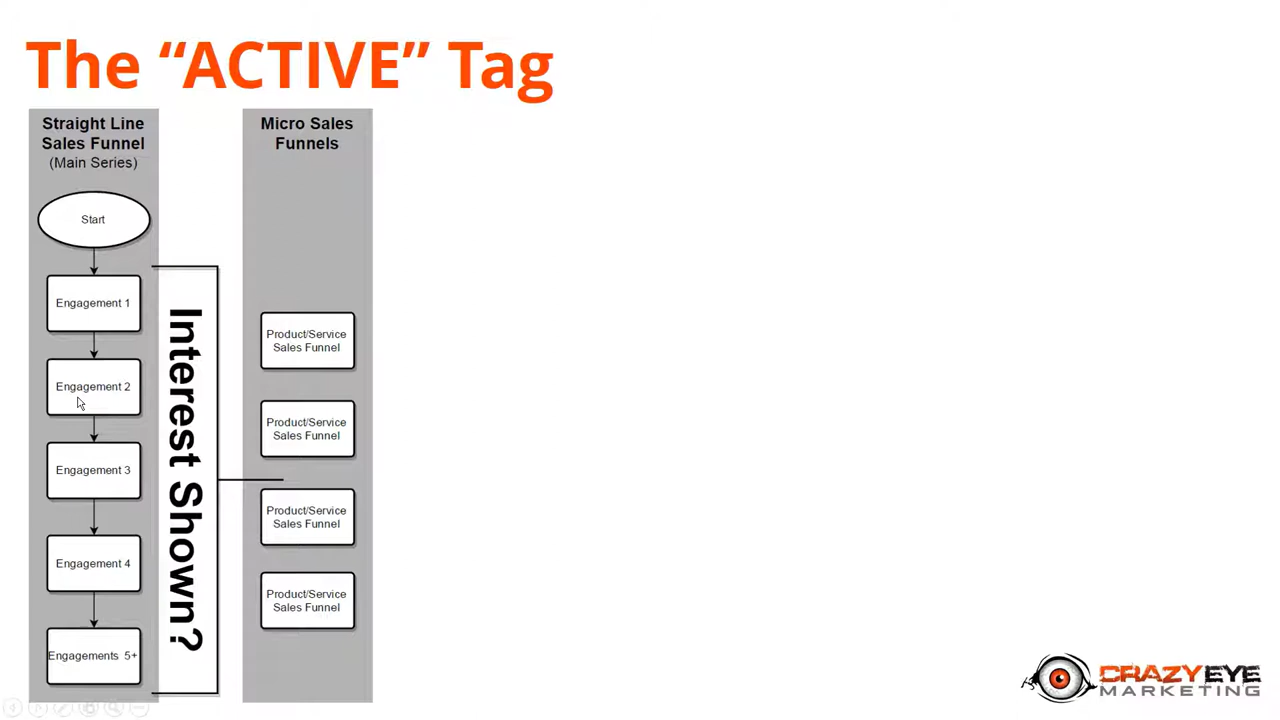 The “ACTIVE” Tag
Straight Line
Sales Funnel
(Main Series)
Start
Engagement 1
Engagement 2
Engagement 3
Engagement 4
Engagements 5+
Interest Shown?
Micro Sales
Funnels
Product/Service
Sales Funnel
Product/Service
Sales Funnel
Product/Service
Sales Funnel
Product/Service
Sales Funnel
CRAZYEYE
MARKETING